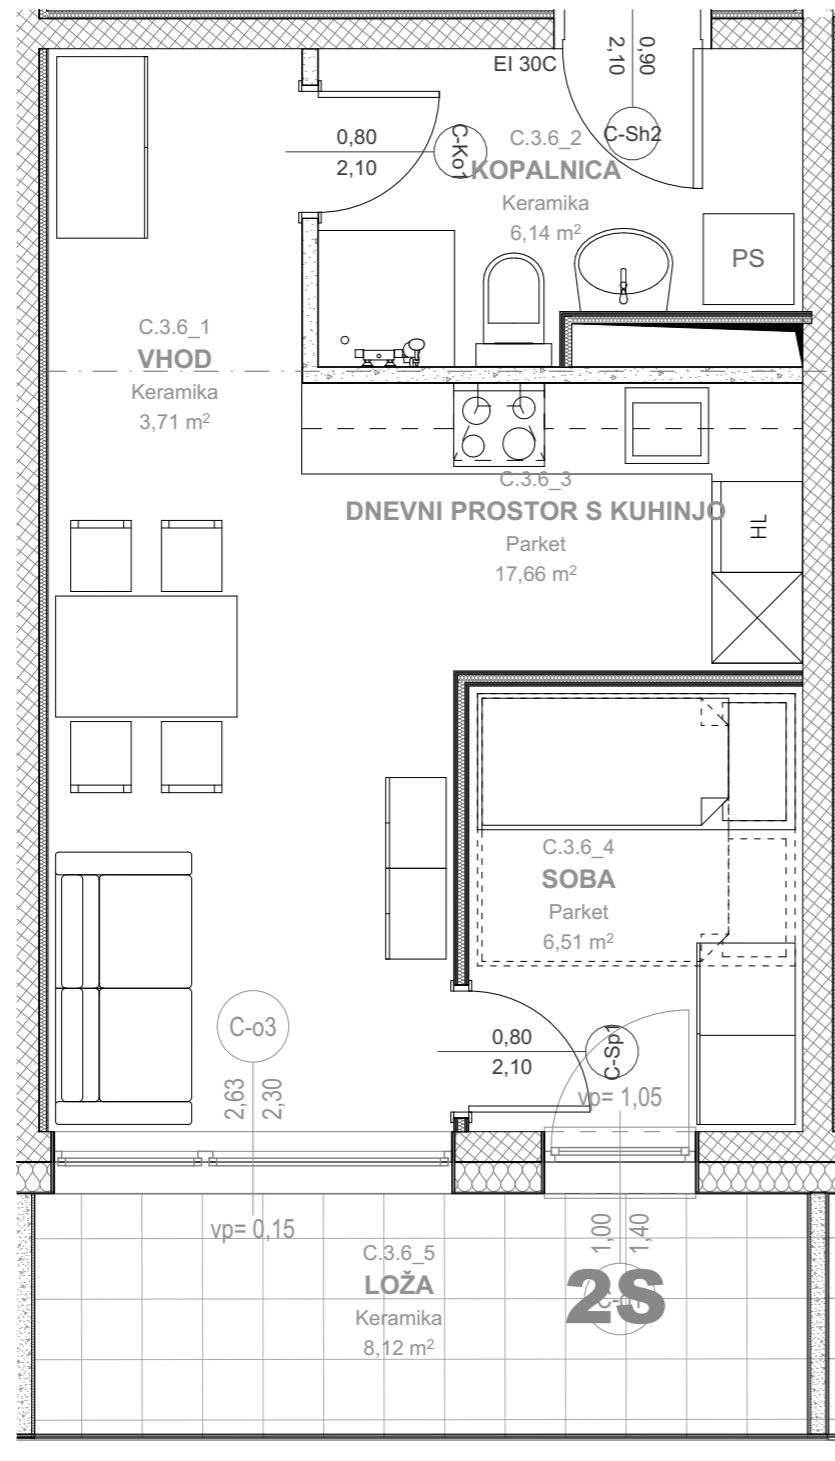 EI 30C
0,90
2,10
C-Sh2
0,80
2,10
C-Ko1
C.3.6_2
KOPALNICA
Keramika
6,14 m²
PS
C.3.6_1
VHOD
Keramika
3,71 m²
C.3.6_3
DNEVNI PROSTOR S KUHINJO
Parket
17,66 m²
HL
C.3.6_4
SOBA
Parket
6,51 m²
C-o3
2,63
2,30
0,80
2,10
C-Sp1
vp= 1,05
vp= 0,15
1,00
1,40
C.3.6_5
LOŽA
Keramika
8,12 m²
2S